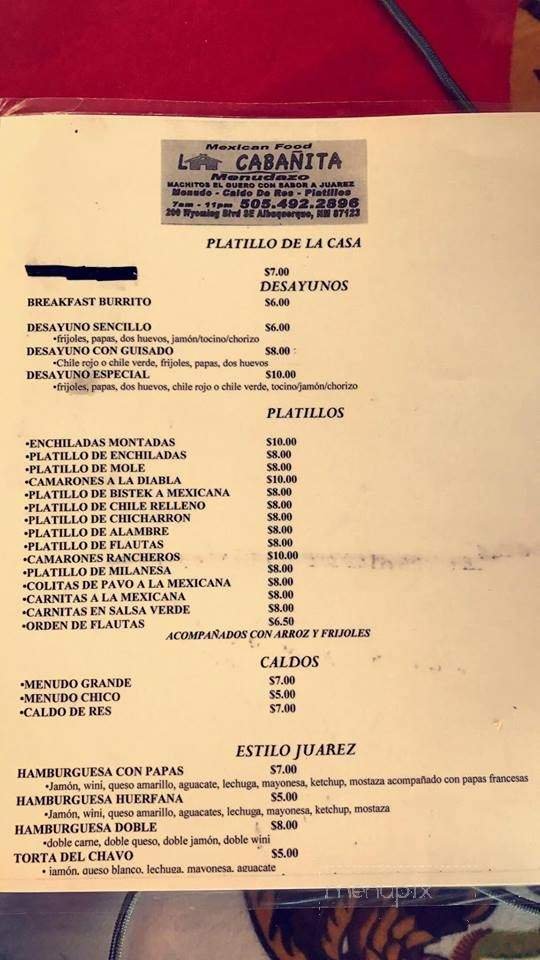 Mexican Food
LA CABAÑITA
Menudazo
MACHITOS EL GUERO CON SABOR A JUAREZ
Menudo - Caldo De Res - Platillos
7am - 11pm 505.492.2896
200 Wyoming Blvd SE Albuquerque, NM 87123
PLATILLO DE LA CASA
$7.00
DESAYUNOS
BREAKFAST BURRITO $6.00
DESAYUNO SENCILLO $6.00
•frijoles, papas, dos huevos, jamón/tocino/chorizo
DESAYUNO CON GUISADO $8.00
•Chile rojo o chile verde, frijoles, papas, dos huevos
DESAYUNO ESPECIAL $10.00
•frijoles, papas, dos huevos, chile rojo o chile verde, tocino/jamón/chorizo
PLATILLOS
•ENCHILADAS MONTADAS $10.00
•PLATILLO DE ENCHILADAS $8.00
•PLATILLO DE MOLE $8.00
•CAMARONES A LA DIABLA $10.00
•PLATILLO DE BISTEK A MEXICANA $8.00
•PLATILLO DE CHILE RELLENO $8.00
•PLATILLO DE CHICHARRON $8.00
•PLATILLO DE ALAMBRE $8.00
•PLATILLO DE FLAUTAS $8.00
•CAMARONES RANCHEROS $10.00
•PLATILLO DE MILANESA $8.00
•COLITAS DE PAVO A LA MEXICANA $8.00
•CARNITAS A LA MEXICANA $8.00
•CARNITAS EN SALSA VERDE $8.00
•ORDEN DE FLAUTAS $6.50
ACOMPAÑADOS CON ARROZ Y FRIJOLES
CALDOS
•MENUDO GRANDE $7.00
•MENUDO CHICO $5.00
•CALDO DE RES $7.00
ESTILO JUAREZ
HAMBURGUESA CON PAPAS $7.00
•Jamón, wini, queso amarillo, aguacate, lechuga, mayonesa, ketchup, mostaza acompañado con papas francesas
HAMBURGUESA HUERFANA $5.00
•Jamón, wini, queso amarillo, aguacates, lechuga, mayonesa, ketchup, mostaza
HAMBURGUESA DOBLE $8.00
•doble carne, doble queso, doble jamón, doble wini
TORTA DEL CHAVO $5.00
• jamón, queso blanco, lechuga, mayonesa, aguacate
menupix